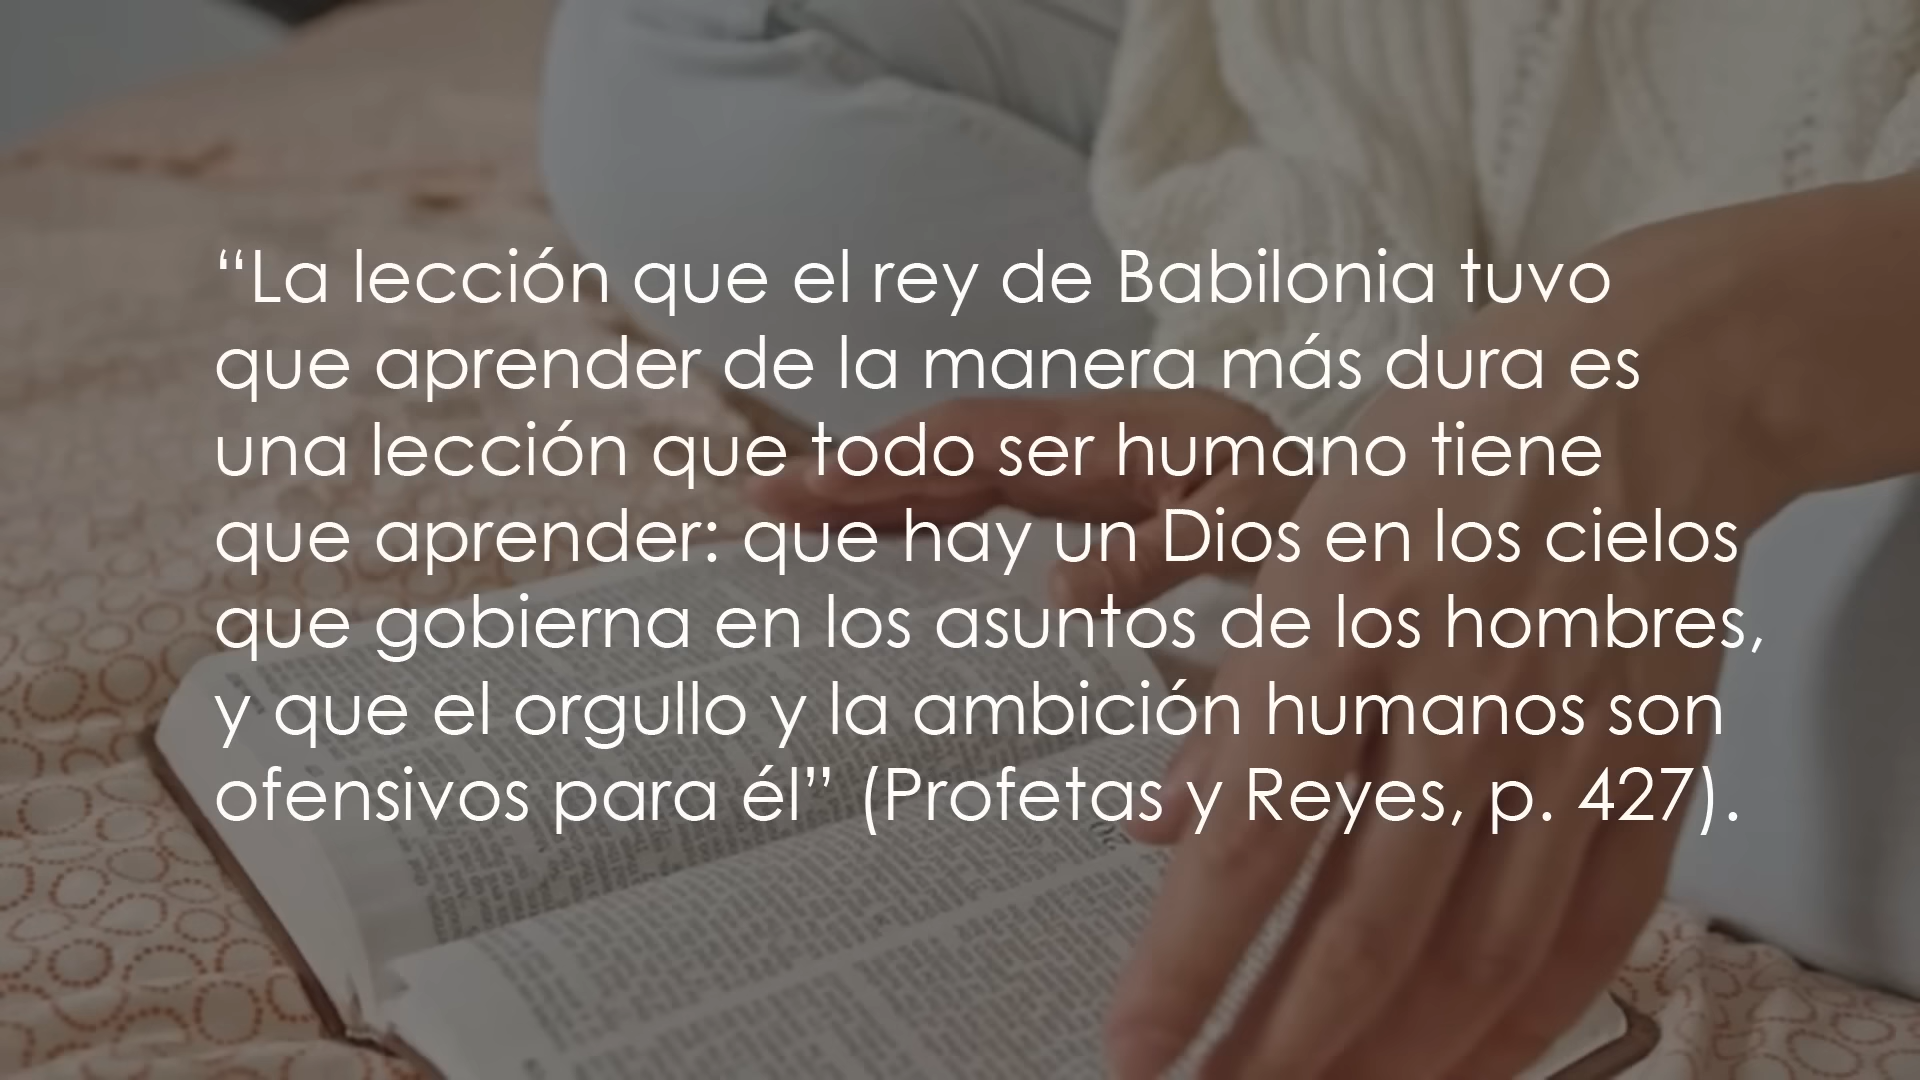 “La lección que el rey de Babilonia tuvo
que aprender de la manera más dura es
una lección que todo ser humano tiene
que aprender: que hay un Dios en los cielos
que gobierna en los asuntos de los hombres,
y que el orgullo y la ambición humanos son
ofensivos para él” (Profetas y Reyes, p. 427).